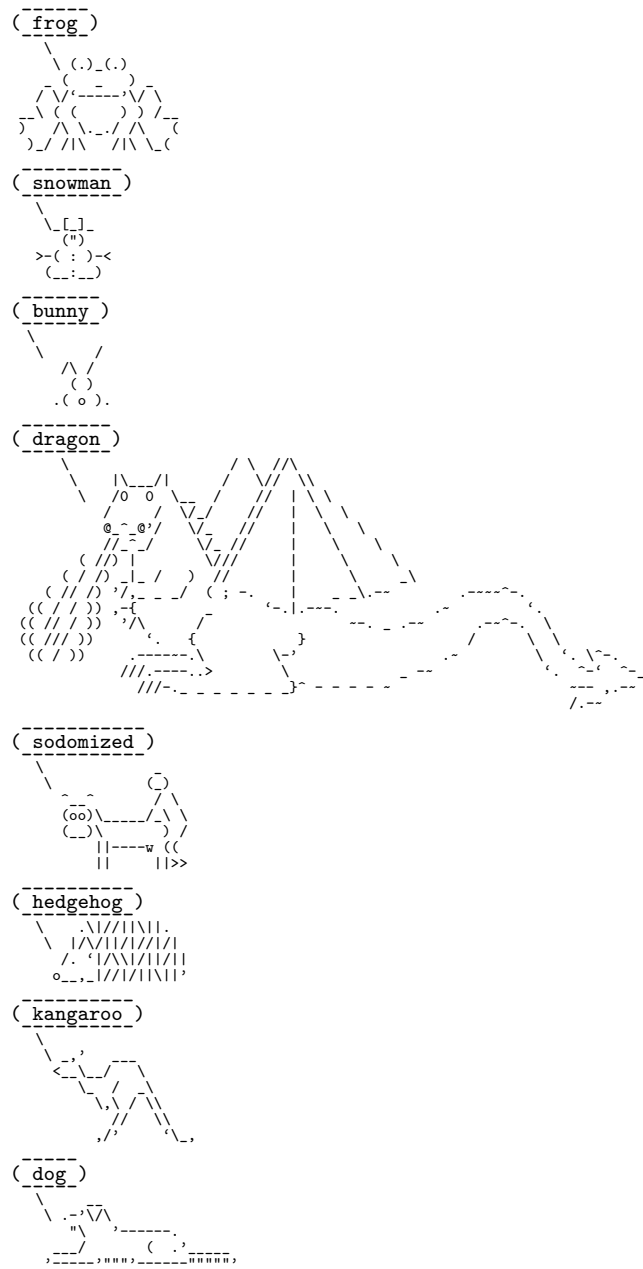 ( frog )
( snowman )
( bunny )
( dragon )
( sodomized )
( hedgehog )
( kangaroo )
( dog )